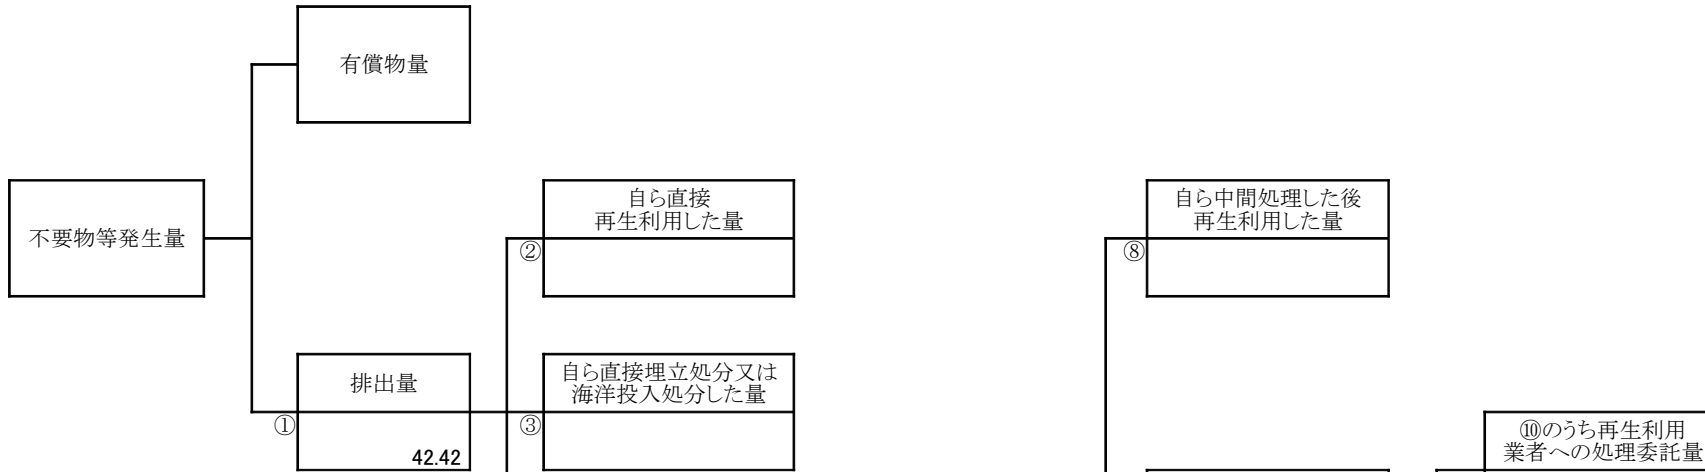 有償物量
不要物等発生量
自ら直接
再生利用した量
②
自ら中間処理した後
再生利用した量
⑧
排出量
①
42.42
自ら直接埋立処分又は
海洋投入処分した量
③
⑩のうち再生利用
業者への処理委託量